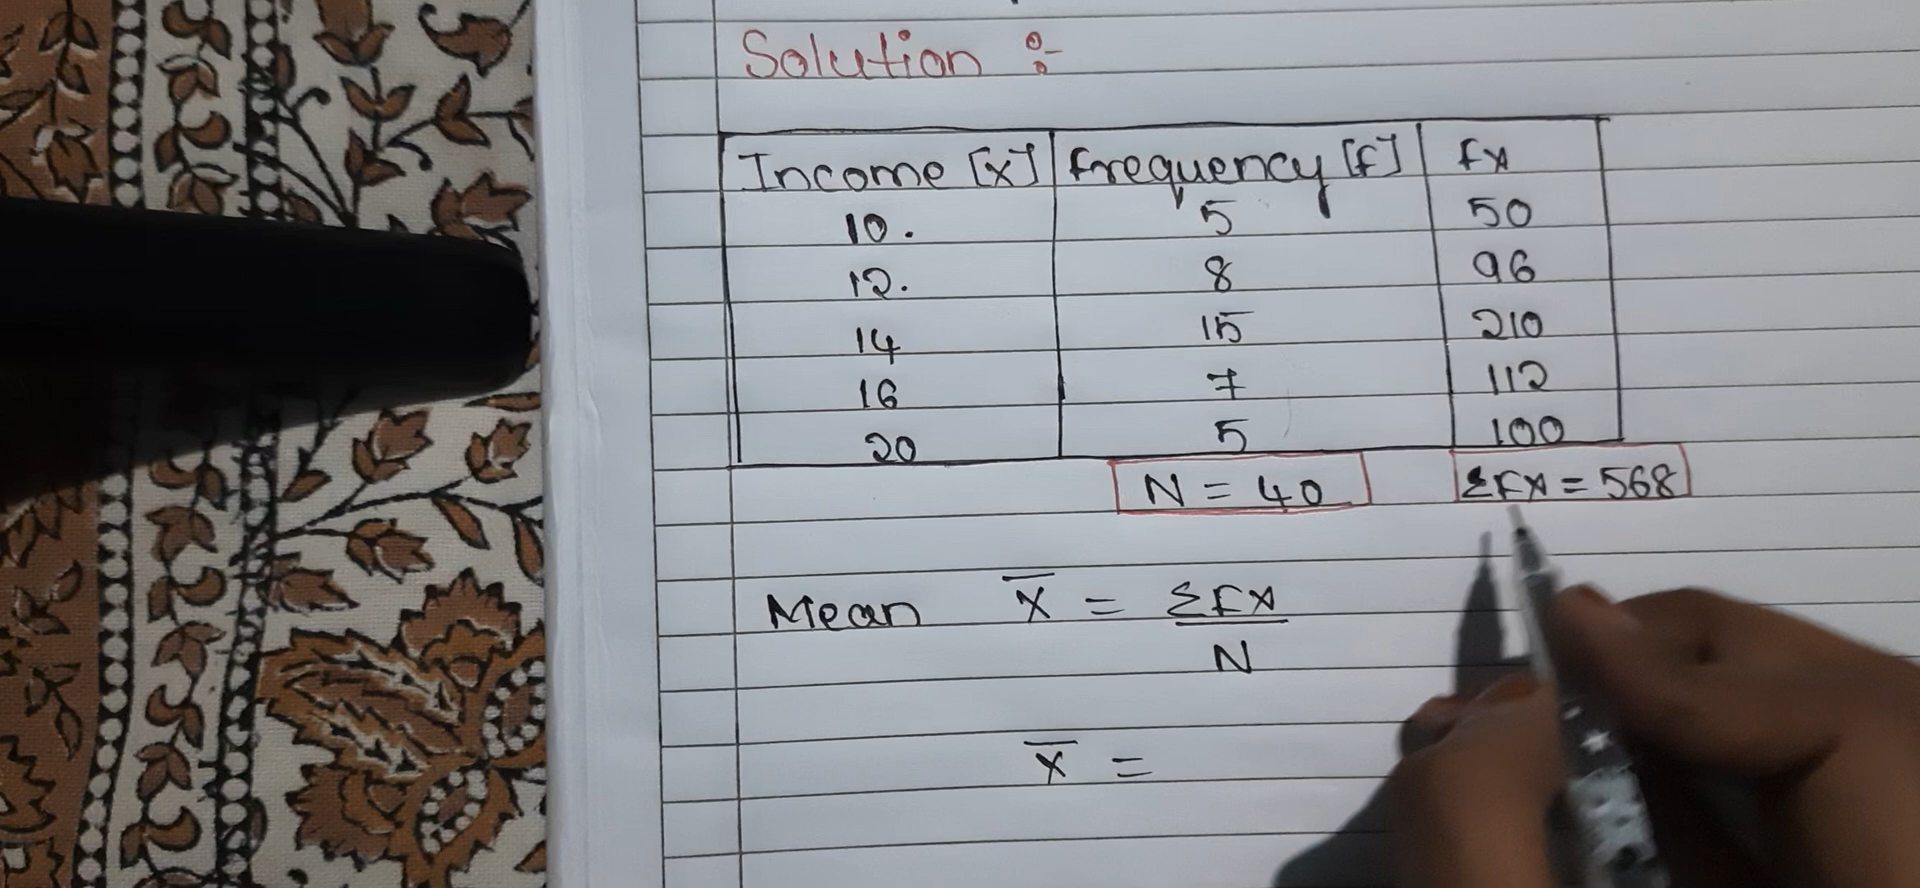 Solution :-
Income [x] Frequency [f] fx
10. 5 50
12. 8 96
14 15 210
16 7 112
20 5 100
N = 40 Σfx = 568
Mean x̅ = Σfx
N
x̅ =